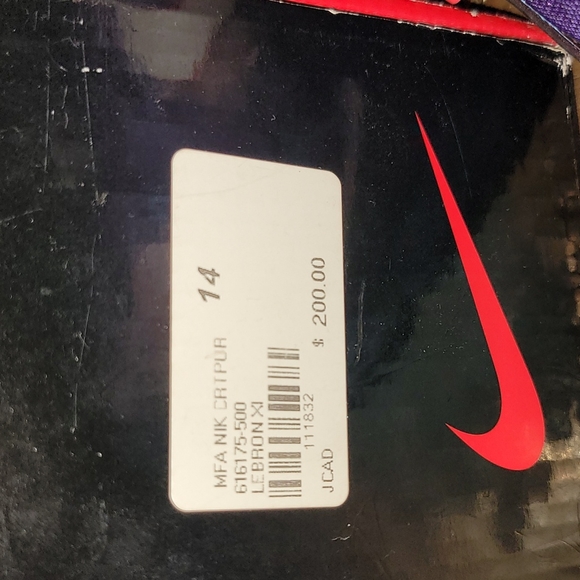 14
MFA NIK CRTPUR
616175-500
LEBRON XI
111832
JCAD $ 200.00